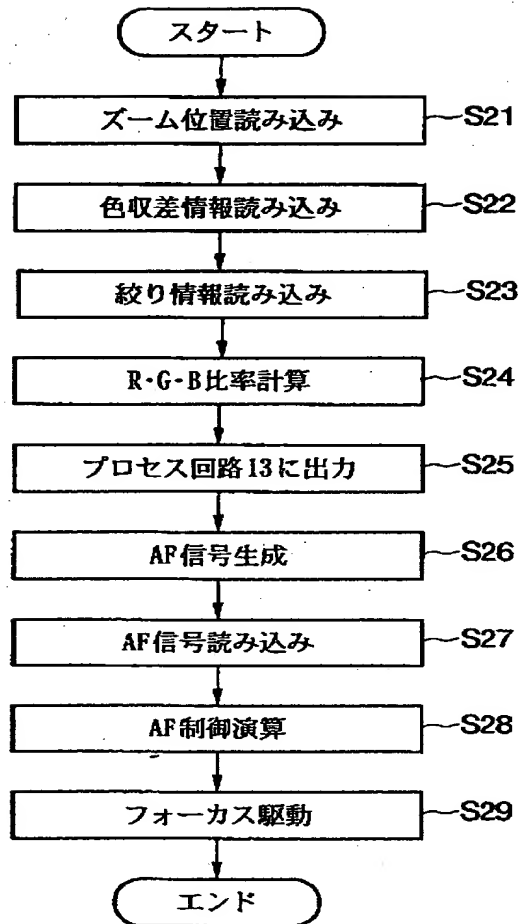 スタート
ズーム位置読み込み S21
色収差情報読み込み S22
絞り情報読み込み S23
R・G・B比率計算 S24
プロセス回路13に出力 S25
AF信号生成 S26
AF信号読み込み S27
AF制御演算 S28
フォーカス駆動 S29
エンド